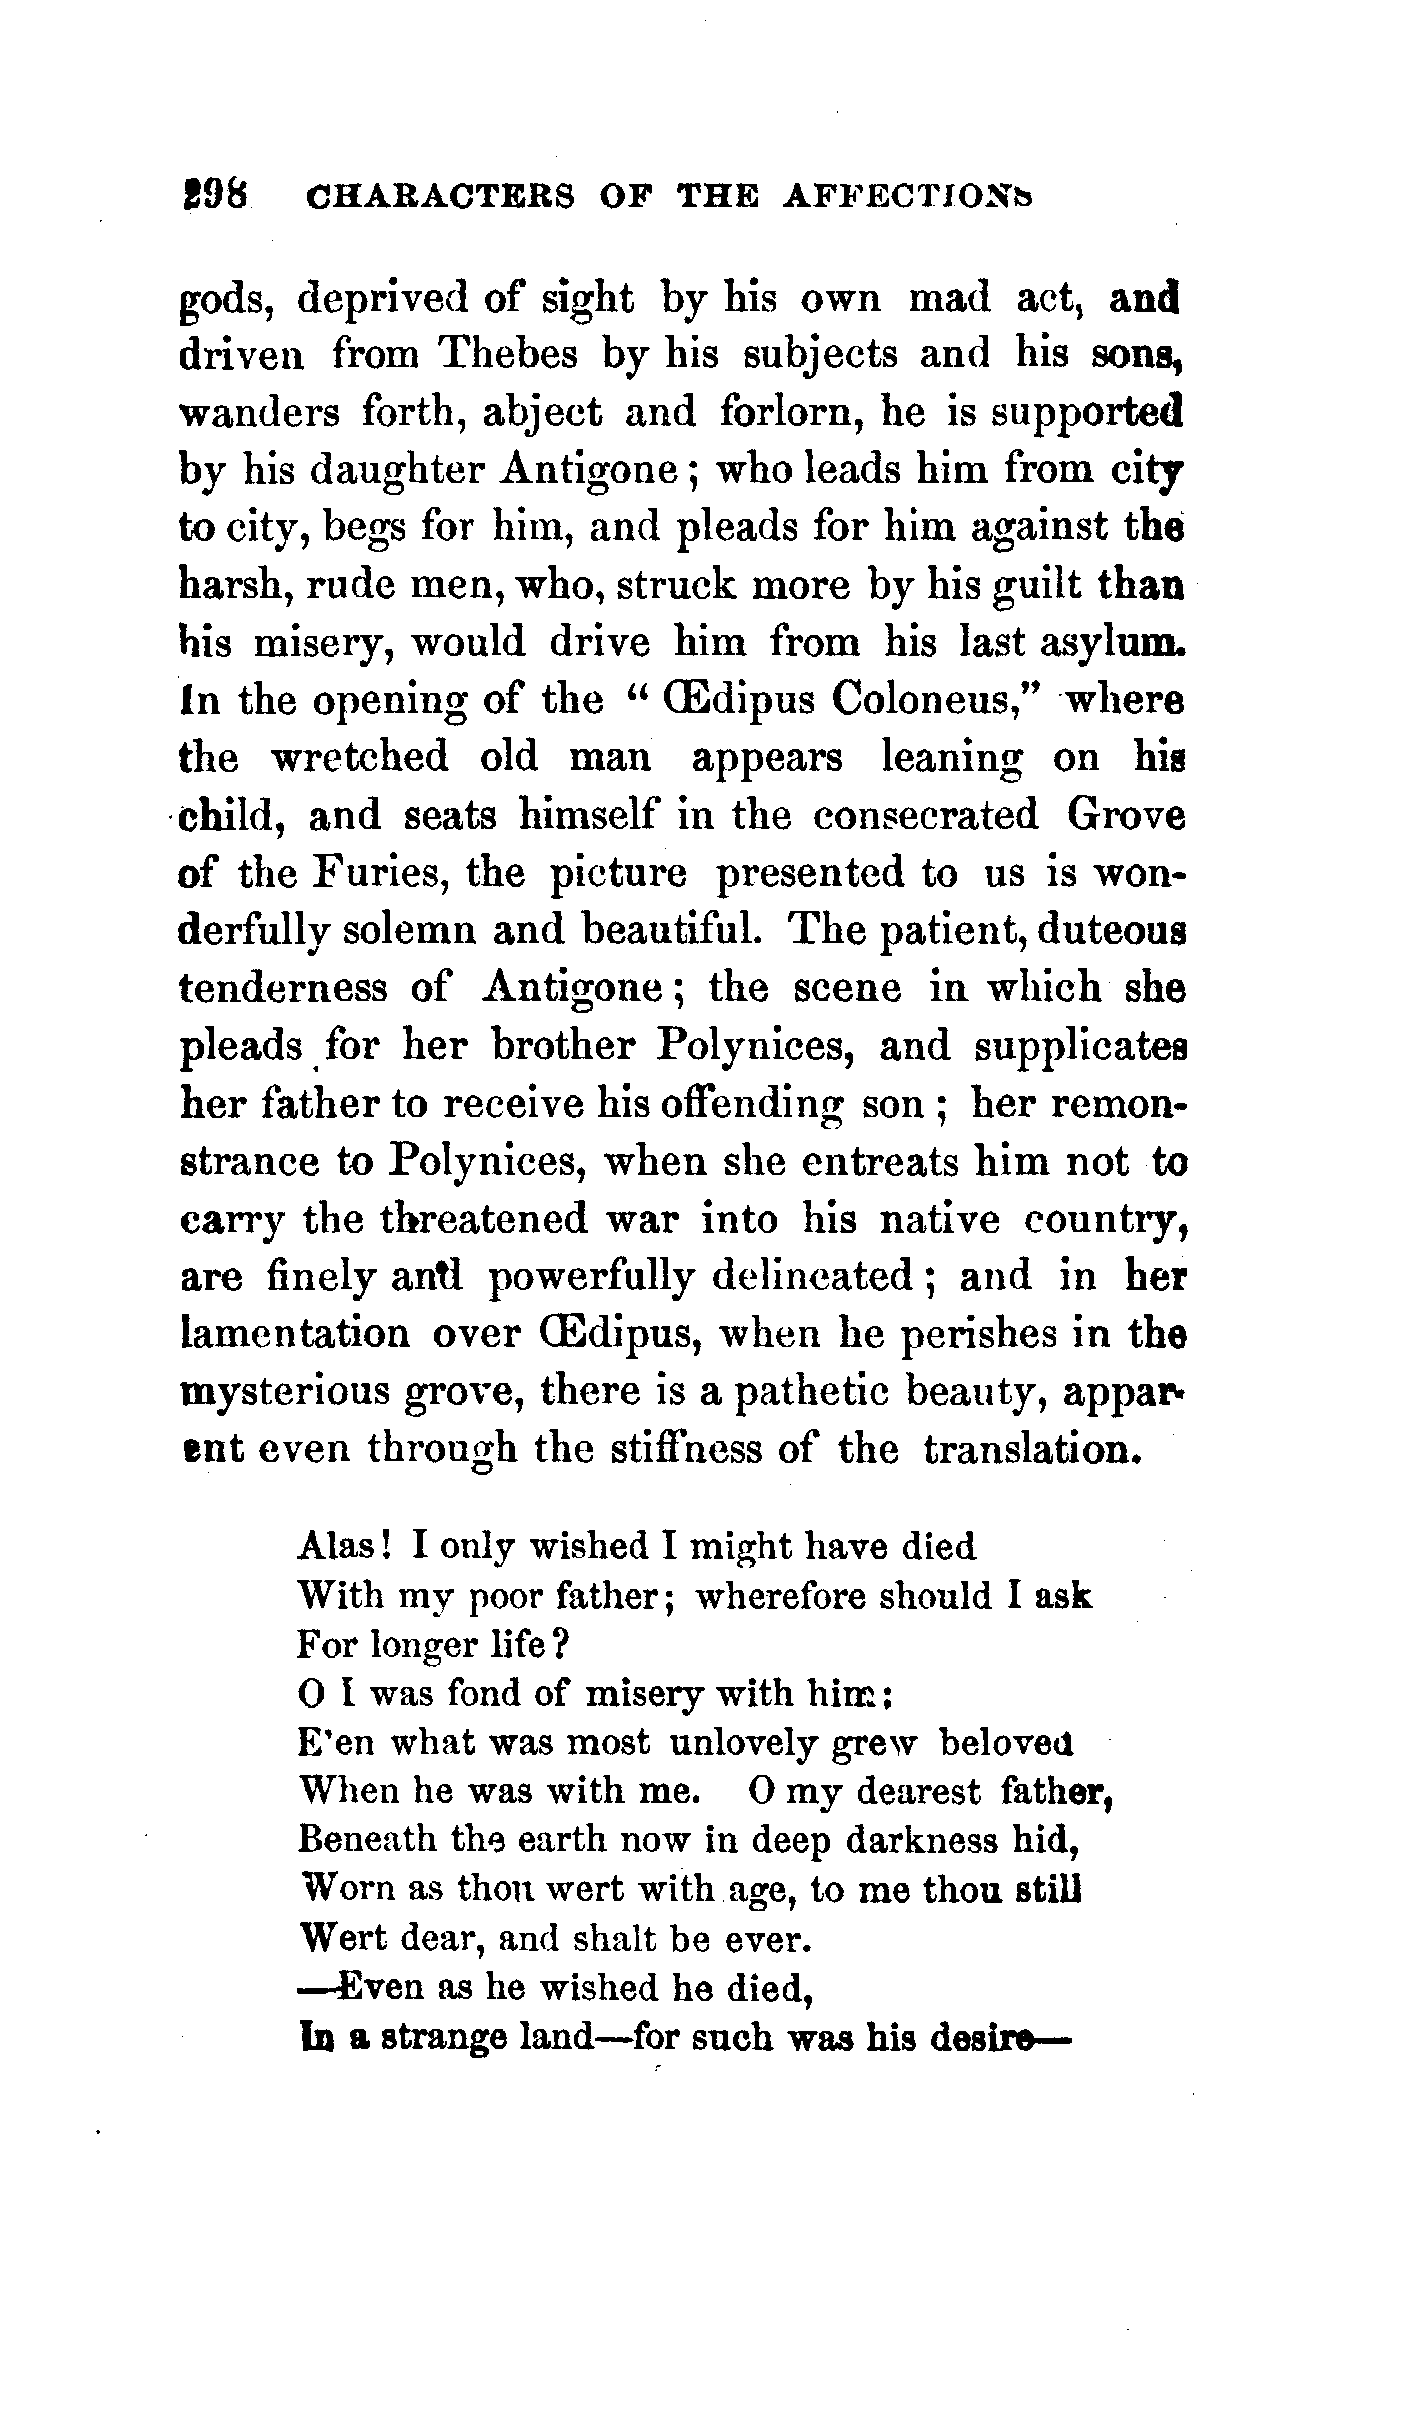 298 CHARACTERS OF THE AFFECTIONS
gods, deprived of sight by his own mad act, and
driven from Thebes by his subjects and his sons,
wanders forth, abject and forlorn, he is supported
by his daughter Antigone; who leads him from city
to city, begs for him, and pleads for him against the
harsh, rude men, who, struck more by his guilt than
his misery, would drive him from his last asylum.
In the opening of the “ Œdipus Coloneus,” where
the wretched old man appears leaning on his
child, and seats himself in the consecrated Grove
of the Furies, the picture presented to us is won-
derfully solemn and beautiful. The patient, duteous
tenderness of Antigone; the scene in which she
pleads for her brother Polynices, and supplicates
her father to receive his offending son; her remon-
strance to Polynices, when she entreats him not to
carry the threatened war into his native country,
are finely and powerfully delineated; and in her
lamentation over Œdipus, when he perishes in the
mysterious grove, there is a pathetic beauty, appar-
ent even through the stiffness of the translation.
Alas! I only wished I might have died
With my poor father; wherefore should I ask
For longer life?
O I was fond of misery with him;
E'en what was most unlovely grew beloved
When he was with me. O my dearest father,
Beneath the earth now in deep darkness hid,
Worn as thou wert with age, to me thou still
Wert dear, and shalt be ever.
—Even as he wished he died,
In a strange land—for such was his desire—